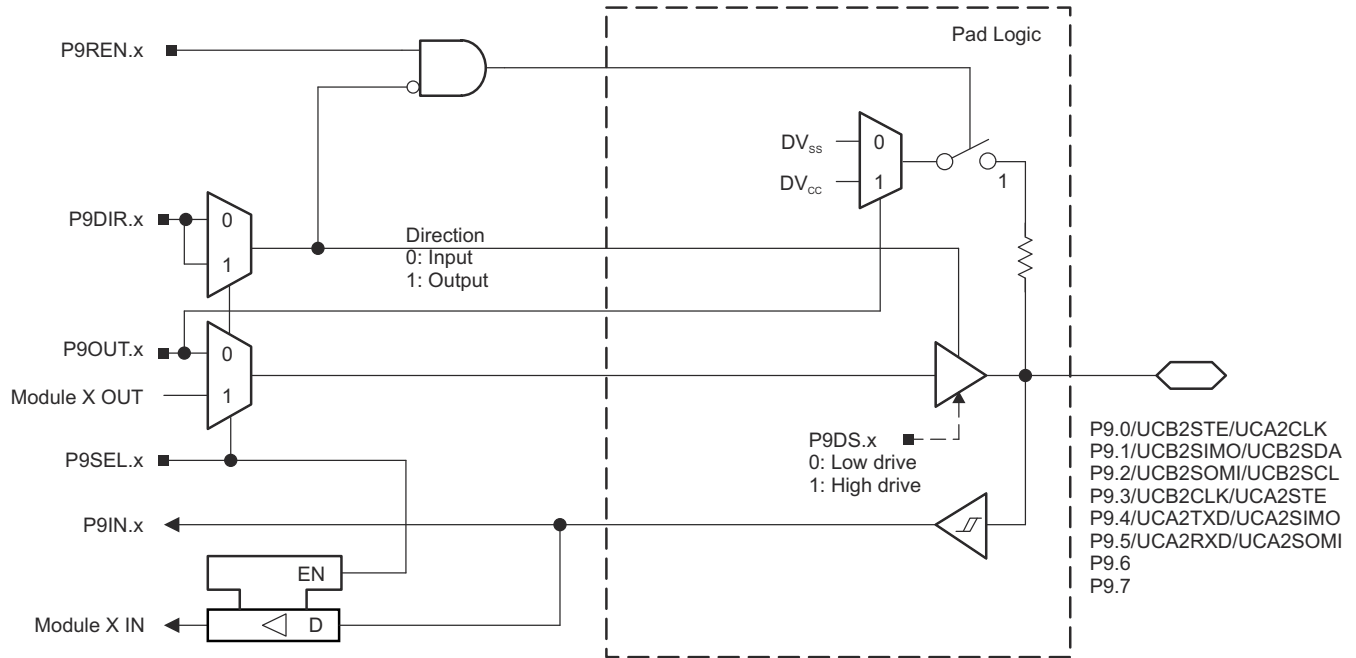 Pad Logic
P9REN.x
DVss
0
DVcc
1
1
P9DIR.x
0
1
Direction
0: Input
1: Output
P9OUT.x
0
Module X OUT
1
P9DS.x
0: Low drive
1: High drive
P9SEL.x
P9IN.x
EN
Module X IN
D
P9.0/UCB2STE/UCA2CLK
P9.1/UCB2SIMO/UCB2SDA
P9.2/UCB2SOMI/UCB2SCL
P9.3/UCB2CLK/UCA2STE
P9.4/UCA2TXD/UCA2SIMO
P9.5/UCA2RXD/UCA2SOMI
P9.6
P9.7